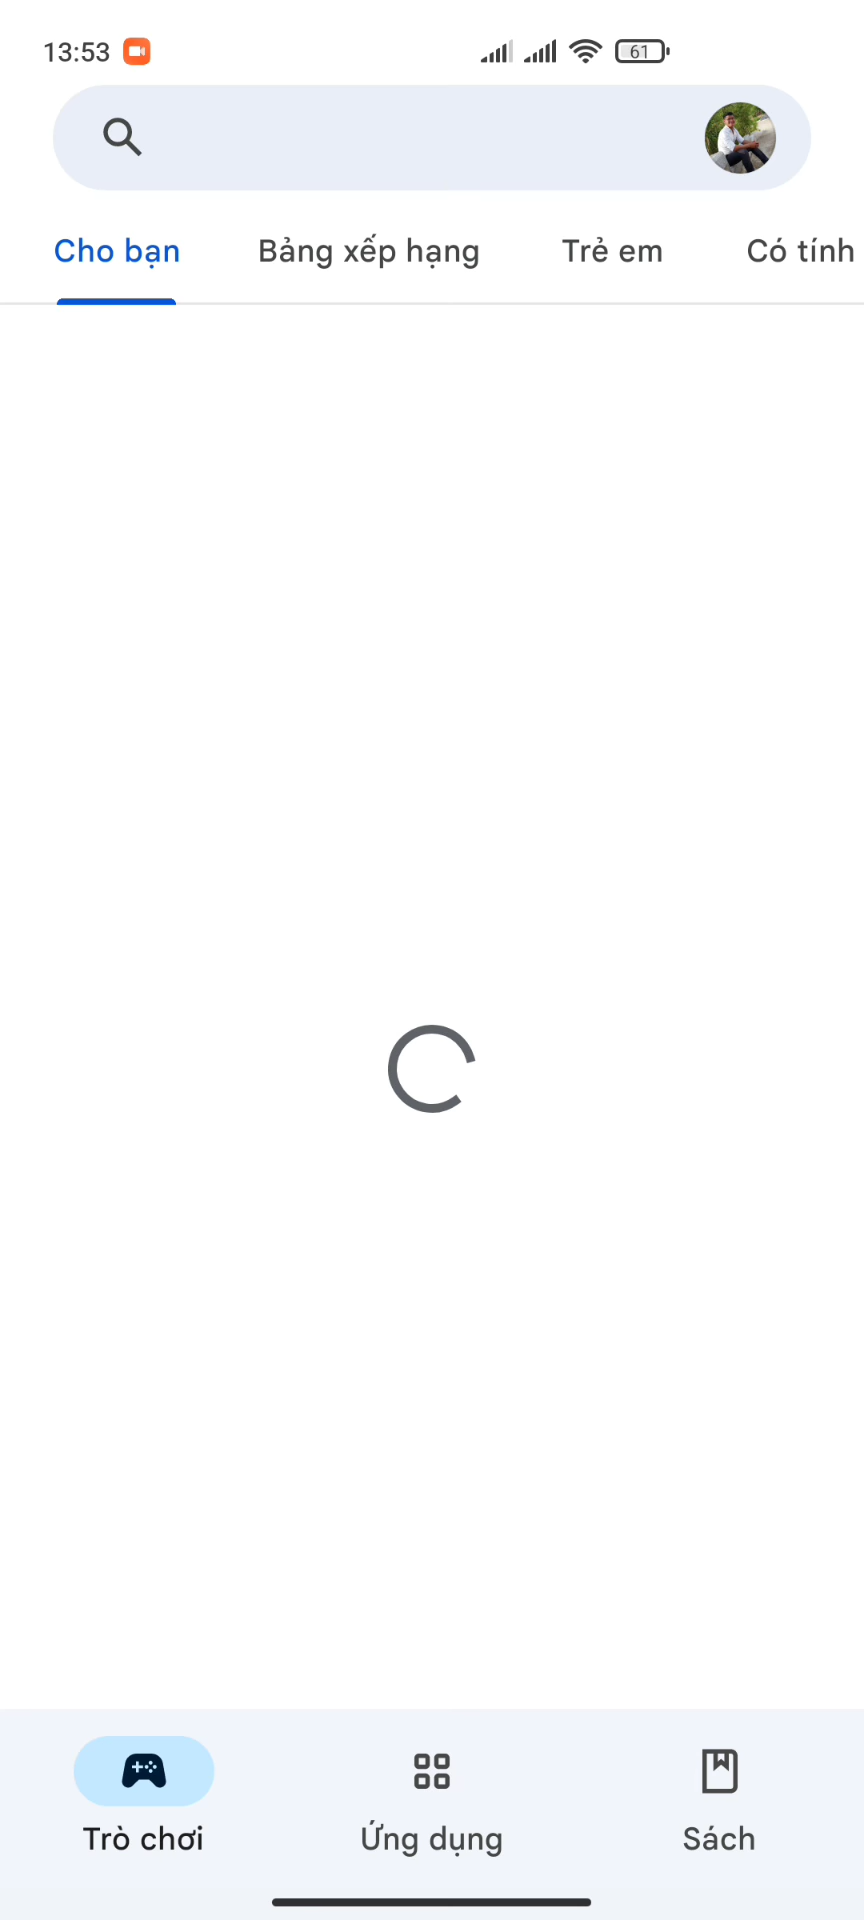 13:53
61
Cho bạn
Bảng xếp hạng
Trẻ em
Có tính
Trò chơi
Ứng dụng
Sách